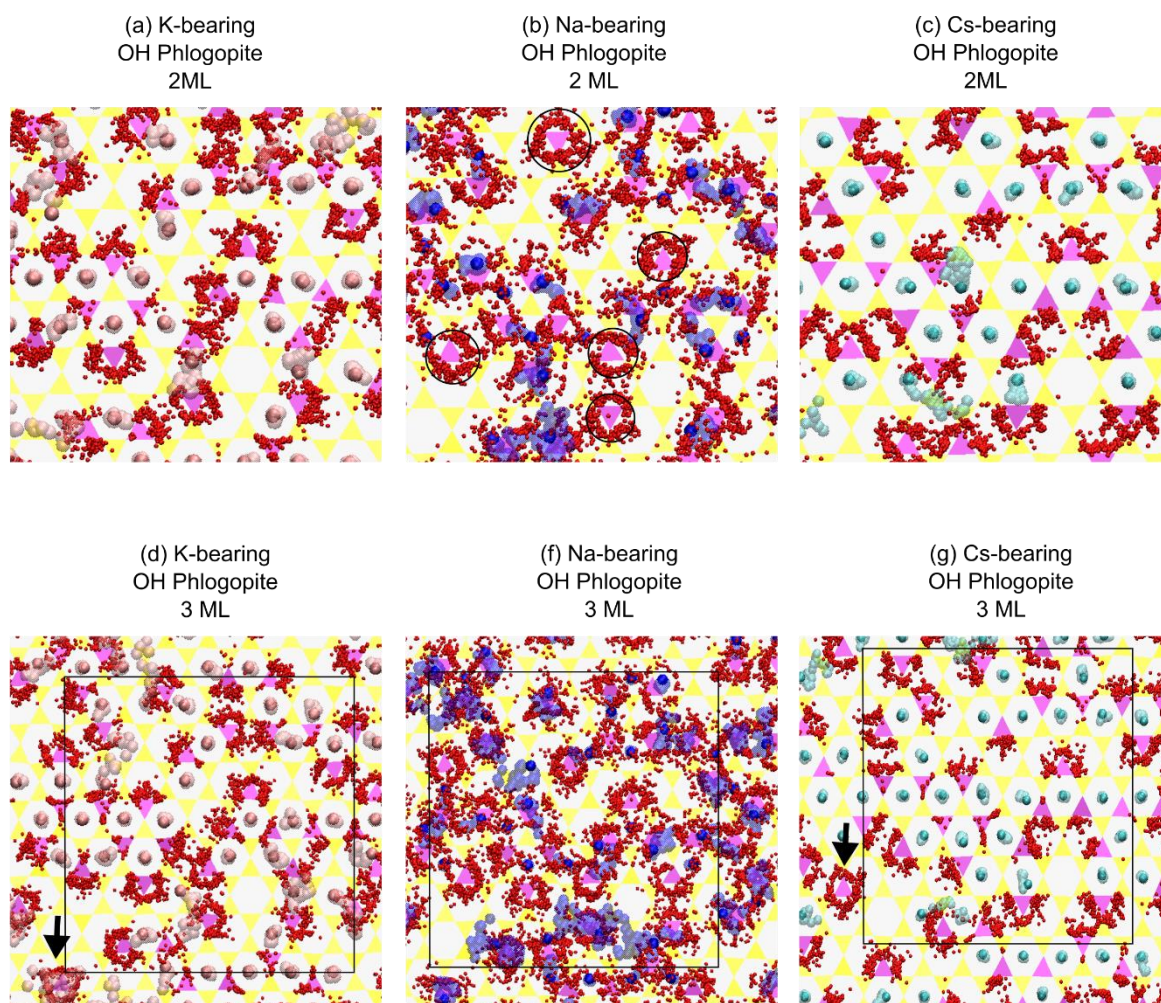 (a) K-bearing
OH Phlogopite
2ML
(b) Na-bearing
OH Phlogopite
2 ML
(c) Cs-bearing
OH Phlogopite
2ML
(d) K-bearing
OH Phlogopite
3 ML
(f) Na-bearing
OH Phlogopite
3 ML
(g) Cs-bearing
OH Phlogopite
3 ML